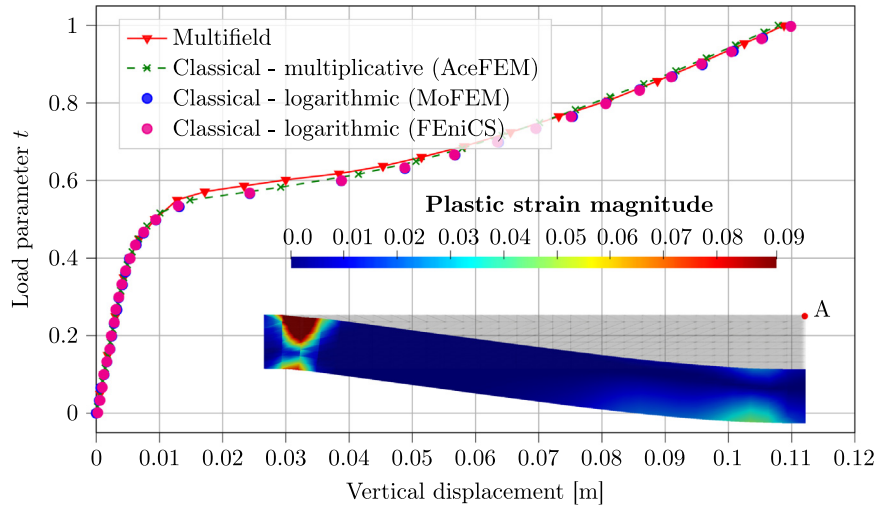 1
0.8
0.6
0.4
0.2
0
Load parameter t
Multifield
Classical - multiplicative (AceFEM)
Classical - logarithmic (MoFEM)
Classical - logarithmic (FEniCS)
Plastic strain magnitude
0.0 0.01 0.02 0.03 0.04 0.05 0.06 0.07 0.08 0.09
A
0 0.01 0.02 0.03 0.04 0.05 0.06 0.07 0.08 0.09 0.1 0.11 0.12
Vertical displacement [m]